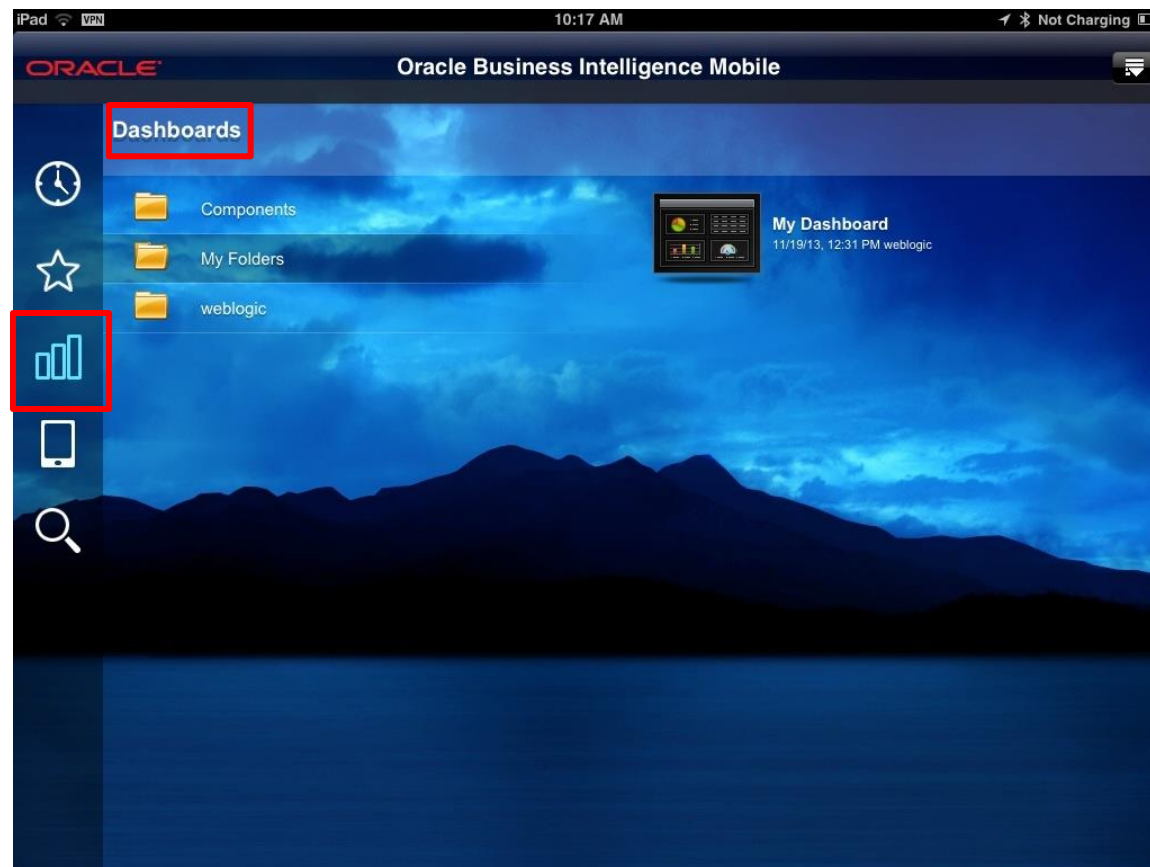 iPad VPN 10:17 AM Not Charging
ORACLE Oracle Business Intelligence Mobile
Dashboards
Components
My Folders
weblogic
My Dashboard
11/19/13, 12:31 PM weblogic